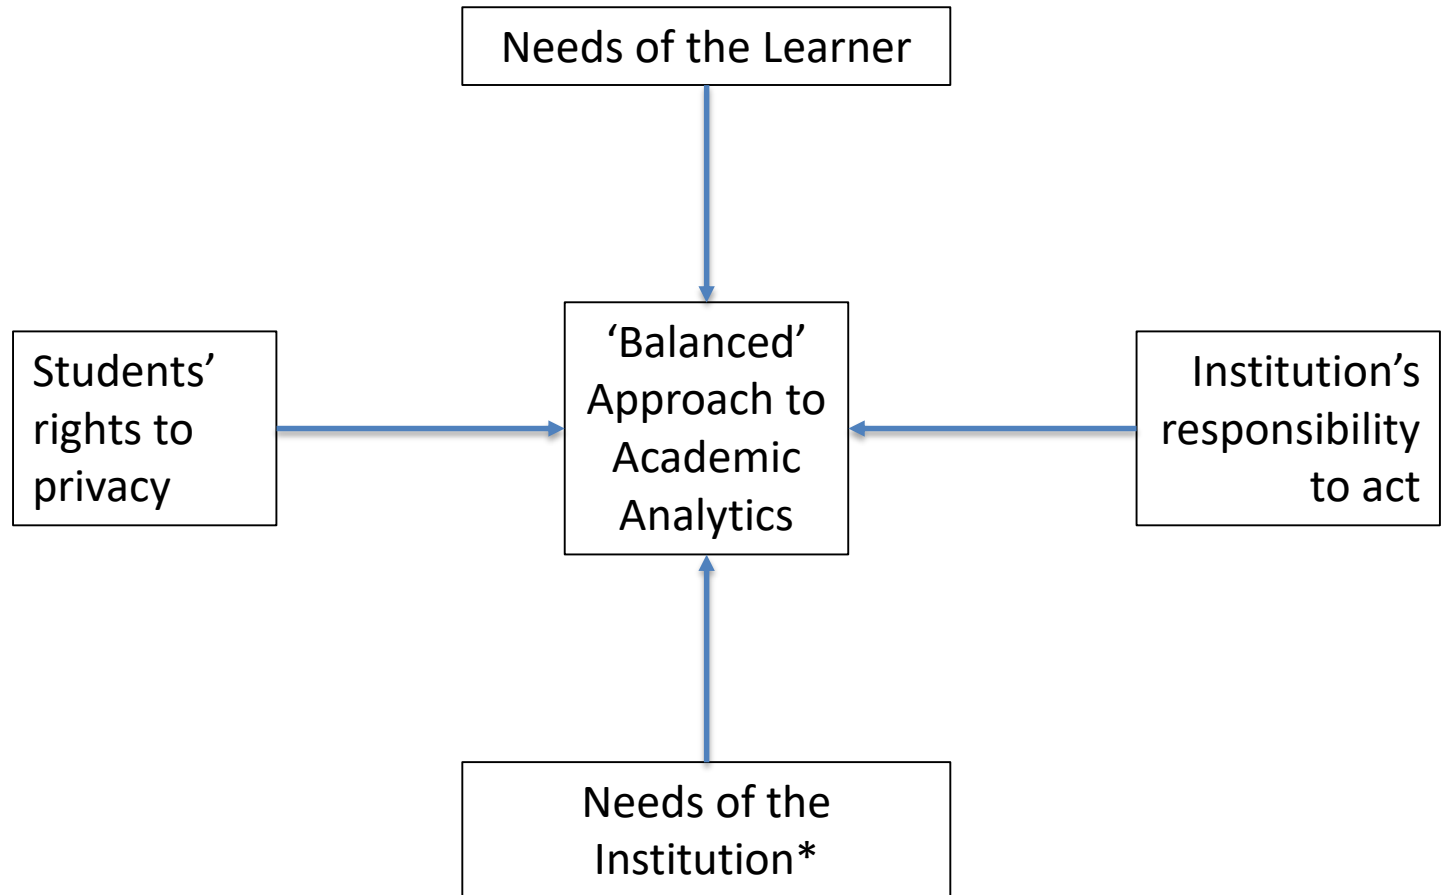 Needs of the Learner
‘Balanced’
Approach to
Academic
Analytics
Students’
rights to
privacy
Institution’s
responsibility
to act
Needs of the
Institution*